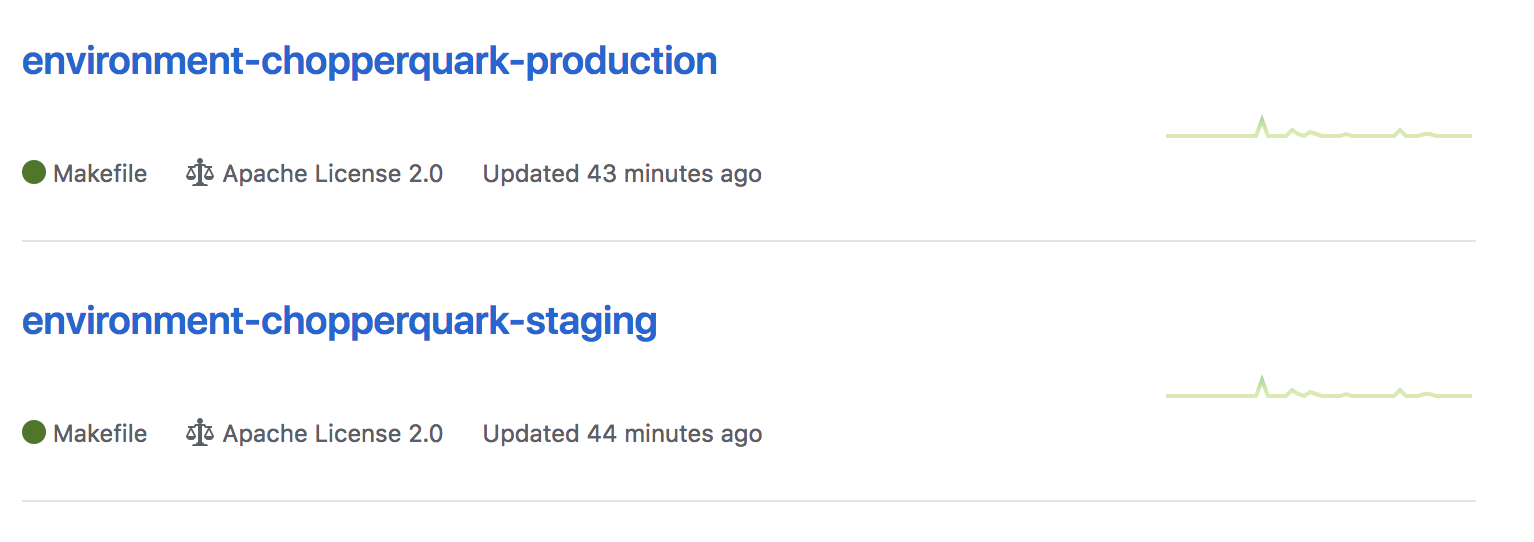 environment-chopperquark-production
Makefile Apache License 2.0 Updated 43 minutes ago
environment-chopperquark-staging
Makefile Apache License 2.0 Updated 44 minutes ago